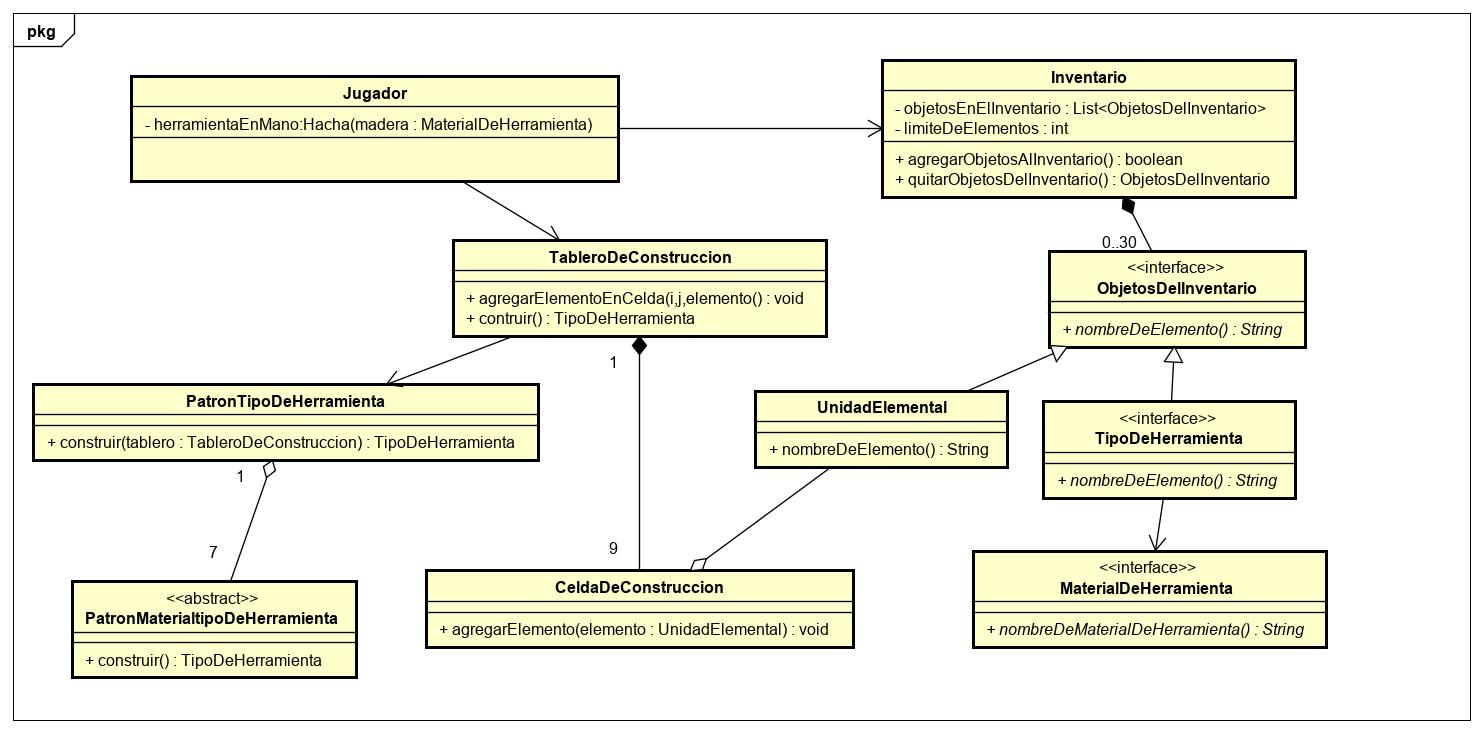 pkg
Jugador
- herramientaEnMano:Hacha(madera : MaterialDeHerramienta)
Inventario
- objetosEnElInventario : List<ObjetosDelInventario>
- limiteDeElementos : int
+ agregarObjetosAlInventario() : boolean
+ quitarObjetosDelInventario() : ObjetosDelInventario
0..30
TableroDeConstruccion
+ agregarElementoEnCelda(i,j,elemento() : void
+ contruir() : TipoDeHerramienta
<<interface>>
ObjetosDelInventario
+ nombreDeElemento() : String
1
PatronTipoDeHerramienta
+ construir(tablero : TableroDeConstruccion) : TipoDeHerramienta
UnidadElemental
+ nombreDeElemento() : String
<<interface>>
TipoDeHerramienta
+ nombreDeElemento() : String
1
7
9
<<abstract>>
PatronMaterialtipoDeHerramienta
+ construir() : TipoDeHerramienta
CeldaDeConstruccion
+ agregarElemento(elemento : UnidadElemental) : void
<<interface>>
MaterialDeHerramienta
+ nombreDeMaterialDeHerramienta() : String